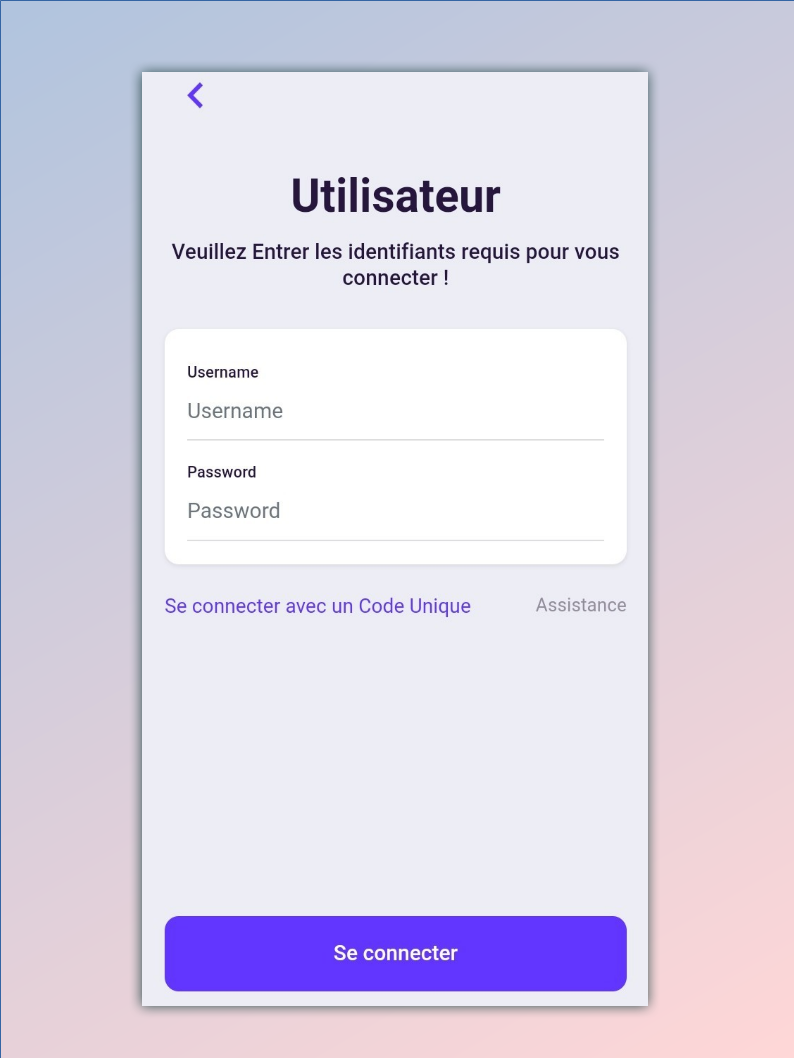 Utilisateur
Veuillez Entrer les identifiants requis pour vous
connecter !
Username
Username
Password
Password
Se connecter avec un Code Unique
Assistance
Se connecter